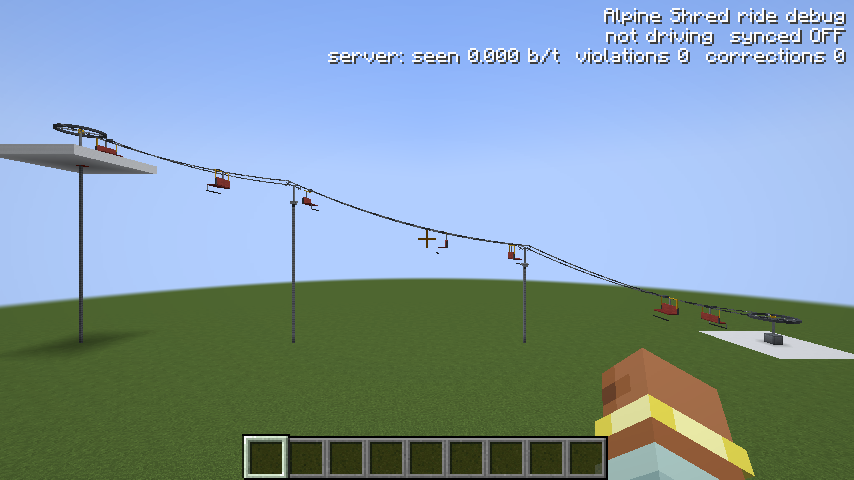 Alpine Shred ride debug
not driving synced OFF
server: seen 0.000 b/t violations 0 corrections 0